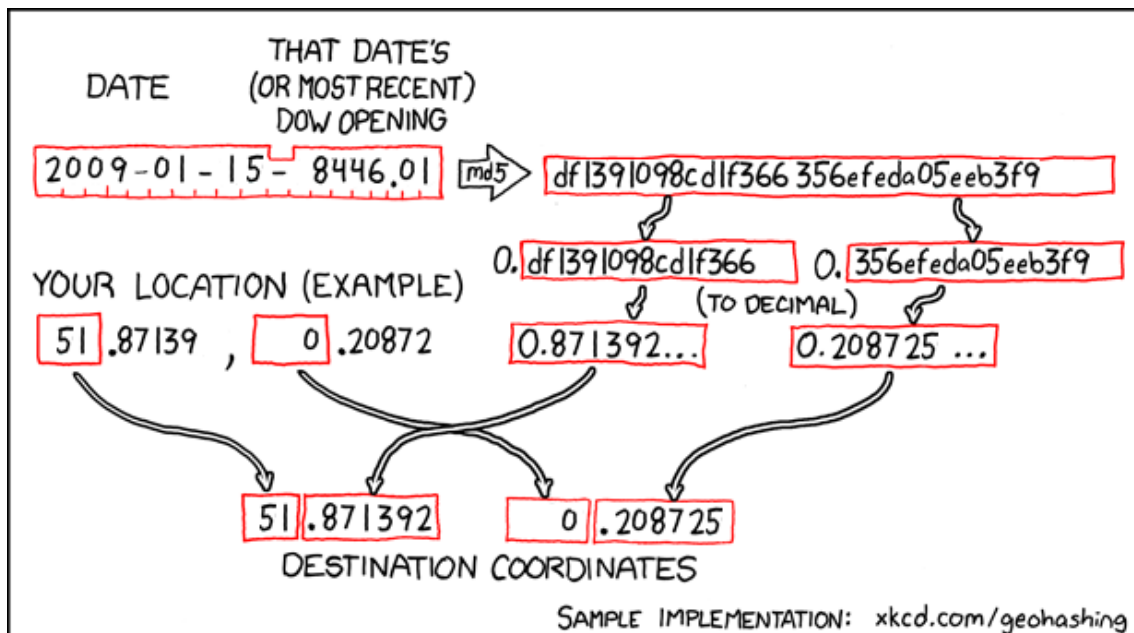 DATE
THAT DATE'S
(OR MOST RECENT)
DOW OPENING
2009-01-15-8446.01
md5
df1391098cd1f366 356efeda05eeb3f9
0.df1391098cd1f366
0.356efeda05eeb3f9
YOUR LOCATION (EXAMPLE)
(TO DECIMAL)
51.87139, 0.20872
0.871392...
0.208725 ...
51.871392
0.208725
DESTINATION COORDINATES
SAMPLE IMPLEMENTATION: xkcd.com/geohashing